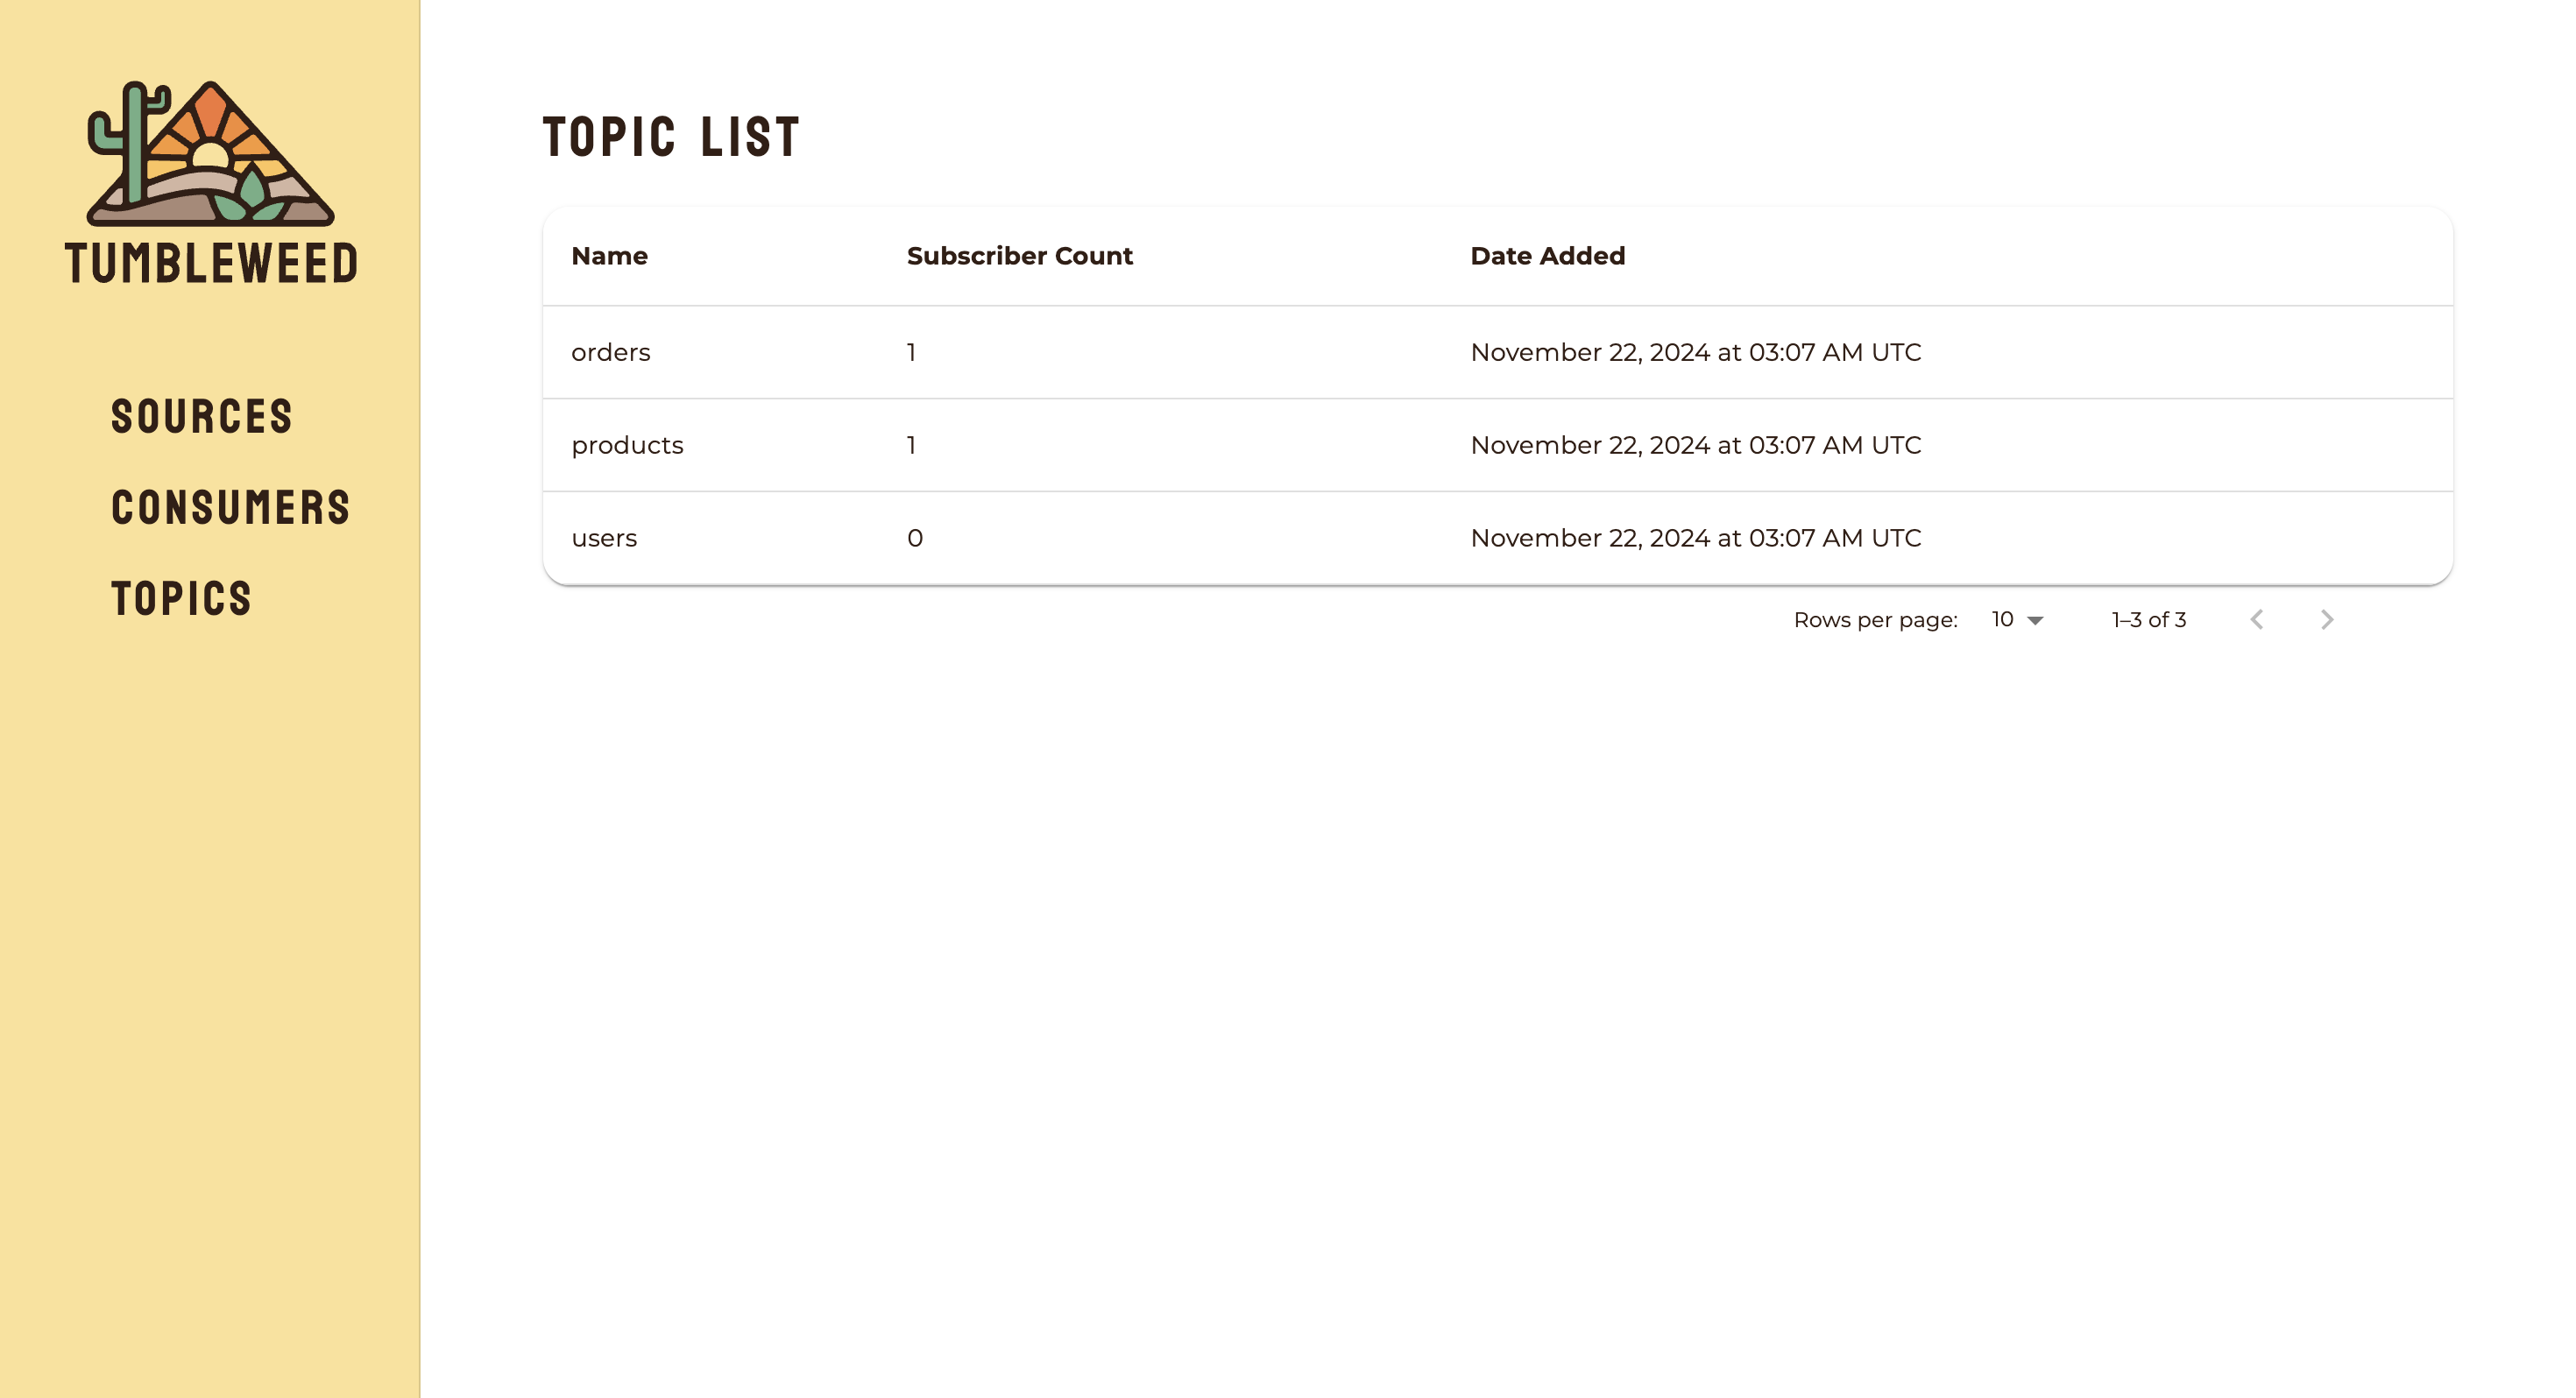 TUMBLEWEED
SOURCES
CONSUMERS
TOPICS
TOPIC LIST
Name Subscriber Count Date Added
orders 1 November 22, 2024 at 03:07 AM UTC
products 1 November 22, 2024 at 03:07 AM UTC
users 0 November 22, 2024 at 03:07 AM UTC
Rows per page: 10 1–3 of 3